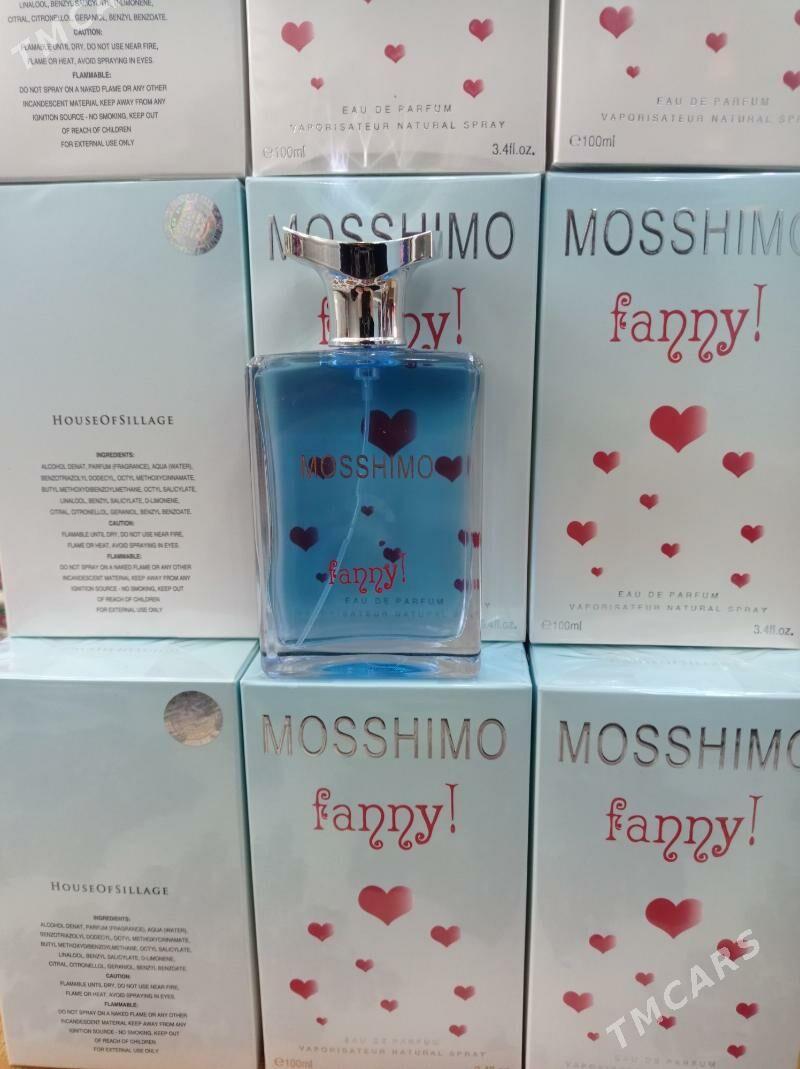 LINALOOL, BENZYL SALICYLATE, D-LIMONENE,
CITRAL, CITRONELLOL, GERANIOL, BENZYL BENZOATE.
CAUTION:
FLAMABLE UNTIL DRY, DO NOT USE NEAR FIRE,
FLAME OR HEAT, AVOID SPRAYING IN EYES.
FLAMMABLE:
DO NOT SPRAY ON A NAKED FLAME OR ANY OTHER
INCANDESCENT MATERIAL KEEP AWAY FROM ANY
IGNITION SOURCE - NO SMOKING, KEEP OUT
OF REACH OF CHILDREN
FOR EXTERNAL USE ONLY
EAU DE PARFUM
VAPORISATEUR NATURAL SPRAY
e100ml 3.4fl.oz.
EAU DE PARFUM
VAPORISATEUR NATURAL SP
e100ml
HOUSEOFSILLAGE
INGREDIENTS:
ALCOHOL DENAT, PARFUM (FRAGRANCE), AQUA (WATER),
BENZOTRIAZOLYL DODECYL, OCTYL METHOXYCINNAMATE,
BUTYL METHOXYDIBENZOYLMETHANE, OCTYL SALICYLATE,
LINALOOL, BENZYL SALICYLATE, D-LIMONENE,
CITRAL, CITRONELLOL, GERANIOL, BENZYL BENZOATE.
CAUTION:
FLAMABLE UNTIL DRY, DO NOT USE NEAR FIRE,
FLAME OR HEAT, AVOID SPRAYING IN EYES.
FLAMMABLE:
DO NOT SPRAY ON A NAKED FLAME OR ANY OTHER
INCANDESCENT MATERIAL KEEP AWAY FROM ANY
IGNITION SOURCE - NO SMOKING, KEEP OUT
OF REACH OF CHILDREN
FOR EXTERNAL USE ONLY
MOSSHIMO
fanny!
MOSSHIMO
fanny!
EAU DE PARFUM
VAPORISATEUR NATURAL
3.4fl.oz.
MOSSHIMO
fanny!
EAU DE PARFUM
VAPORISATEUR NATURAL SPRAY
e100ml 3.4fl.oz.
HOUSEOFSILLAGE
INGREDIENTS:
ALCOHOL DENAT, PARFUM (FRAGRANCE), AQUA (WATER),
BENZOTRIAZOLYL DODECYL, OCTYL METHOXYCINNAMATE,
BUTYL METHOXYDIBENZOYLMETHANE, OCTYL SALICYLATE,
LINALOOL, BENZYL SALICYLATE, D-LIMONENE,
CITRAL, CITRONELLOL, GERANIOL, BENZYL BENZOATE.
CAUTION:
FLAMABLE UNTIL DRY, DO NOT USE NEAR FIRE,
FLAME OR HEAT, AVOID SPRAYING IN EYES.
FLAMMABLE:
DO NOT SPRAY ON A NAKED FLAME OR ANY OTHER
INCANDESCENT MATERIAL KEEP AWAY FROM ANY
IGNITION SOURCE - NO SMOKING, KEEP OUT
OF REACH OF CHILDREN
FOR EXTERNAL USE ONLY
MOSSHIMO
fanny!
EAU DE PARFUM
VAPORISATEUR NATURAL SPRAY
e100ml
MOSSHIMO
fanny!
EAU DE PARFUM
TMCARS